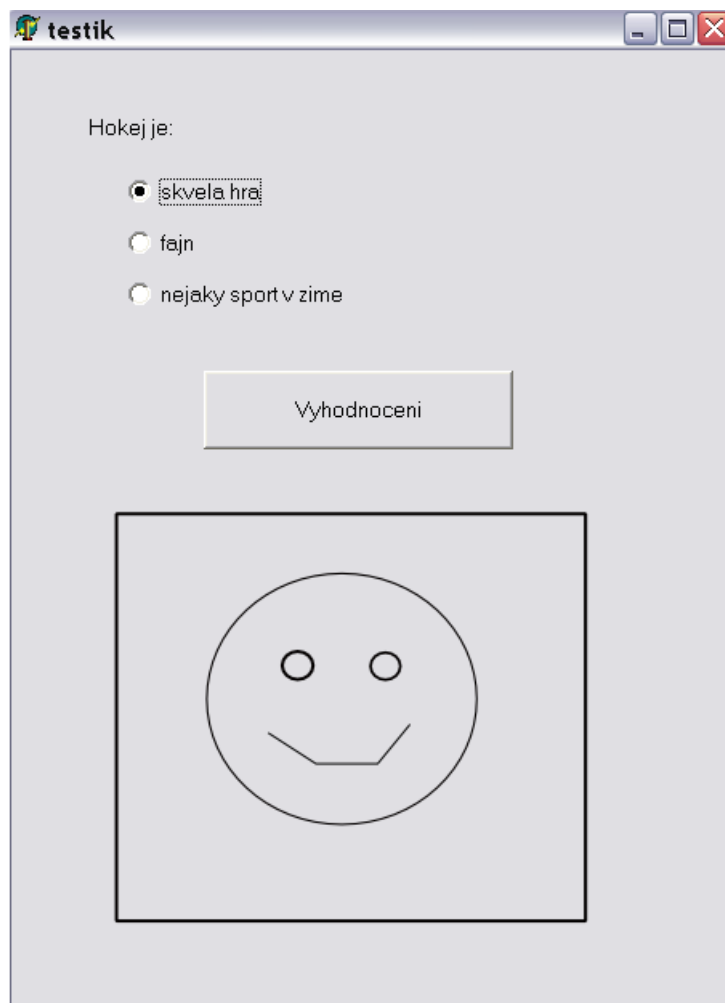 testik
Hokej je:
skvela hra
fajn
nejaky sport v zime
Vyhodnoceni